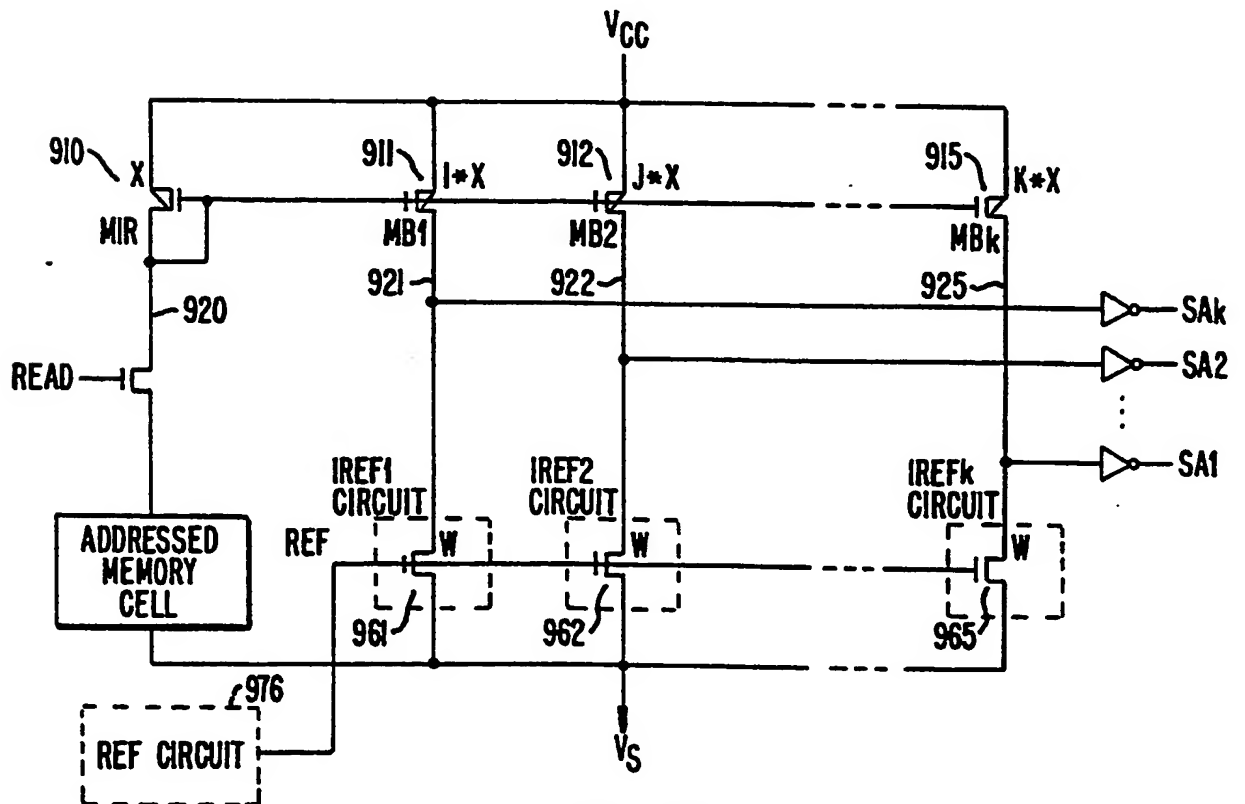 VCC
910
X
MIR
911
I*X
MB1
912
J*X
MB2
915
K*X
MBk
920
921
922
925
SAk
SA2
SA1
READ
ADDRESSED
MEMORY
CELL
REF
IREF1
CIRCUIT
W
961
IREF2
CIRCUIT
W
962
IREFk
CIRCUIT
W
965
976
REF CIRCUIT
VS